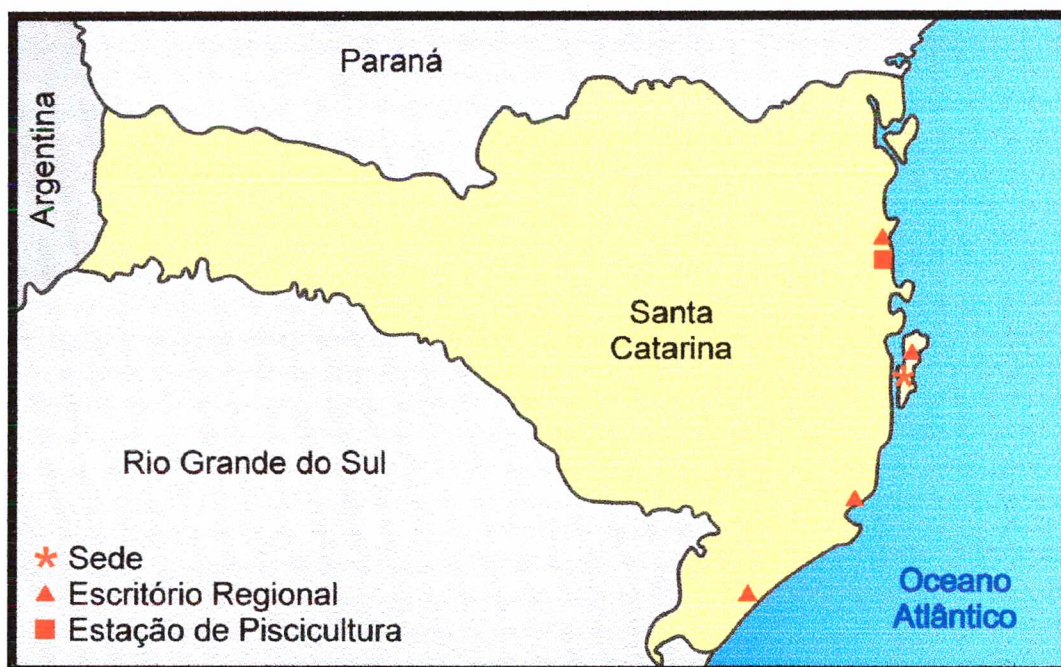 Paraná
Argentina
Santa
Catarina
Rio Grande do Sul
Sede
Escritório Regional
Estação de Piscicultura
Oceano
Atlântico